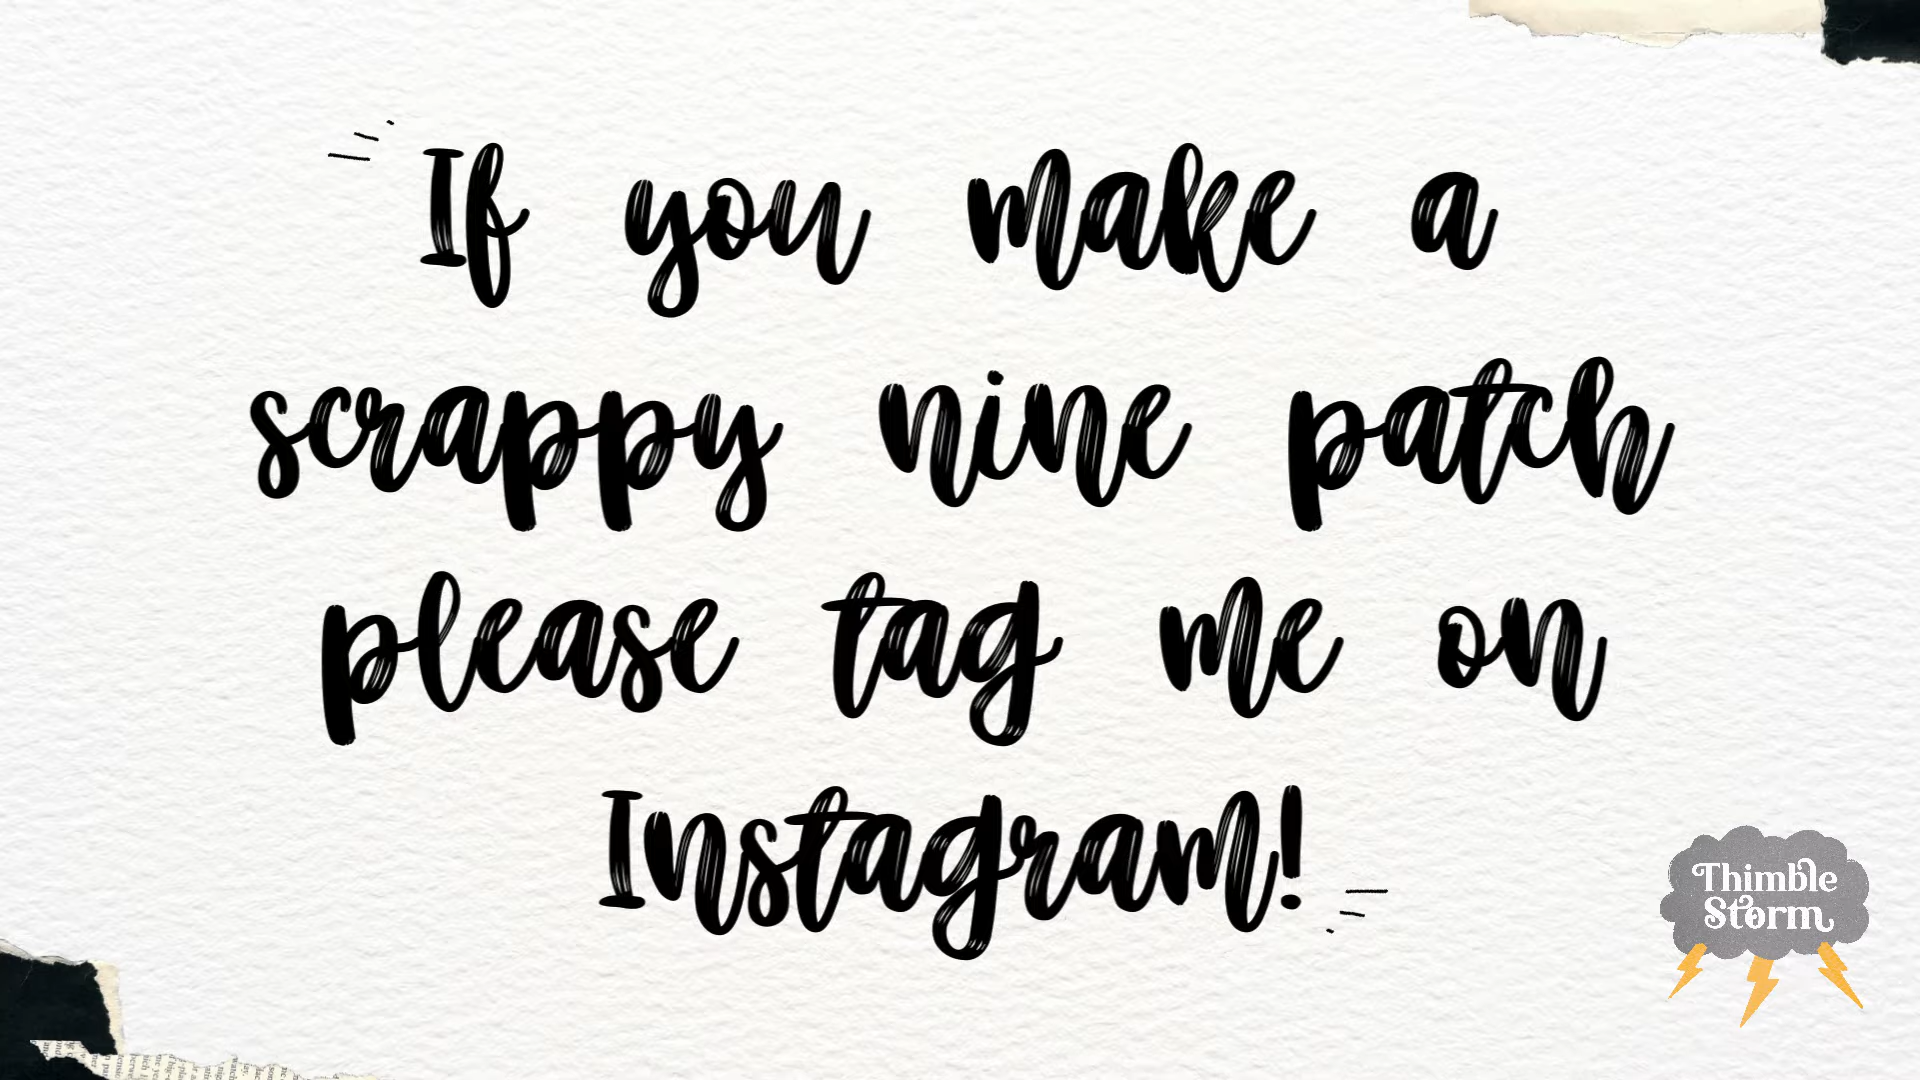 If you make a
scrappy nine patch
please tag me on
Instagram!
Thimble
Storm